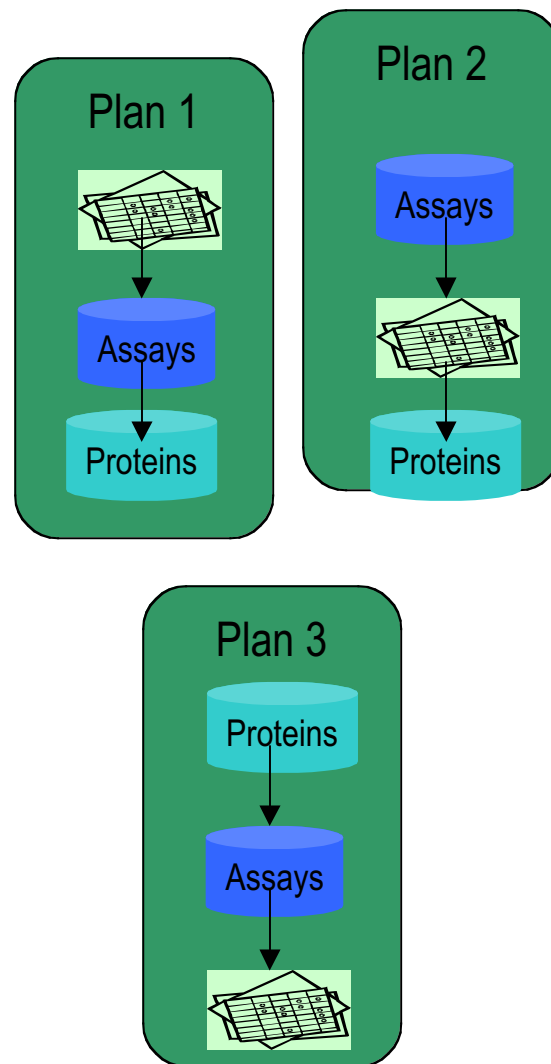 Plan 1
Assays
Proteins
Plan 2
Assays
Proteins
Plan 3
Proteins
Assays